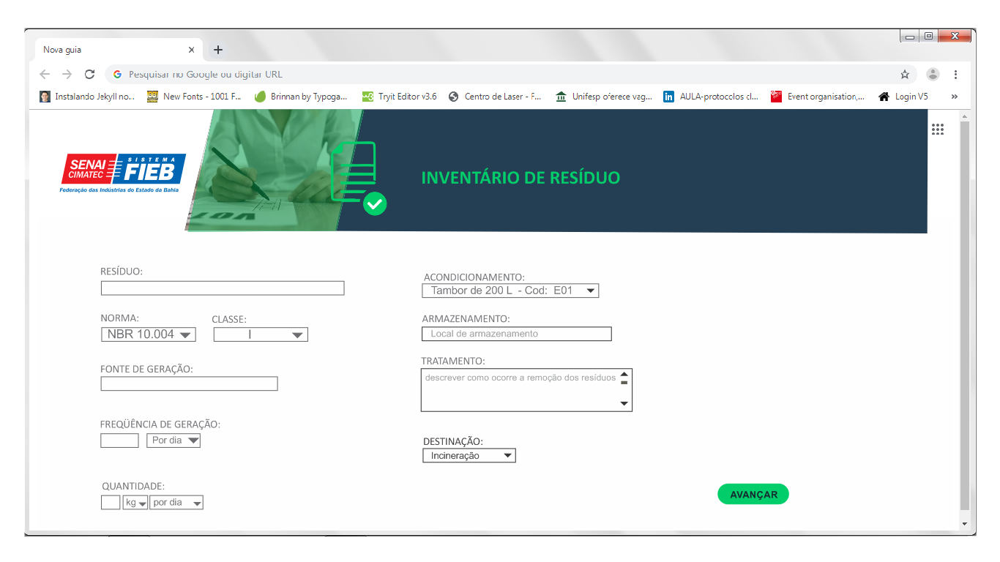 Nova guia
Pesquisar no Google ou digitar URL
Instalando Jekyll no...
New Fonts - 1001 F...
Brinnan by Typoga...
Tryit Editor v3.6
Centro de Laser - F...
Unifesp oferece vag...
AULA-protocolos cl...
Event organisation,...
Login V5
SENAI
CIMATEC
SISTEMA
FIEB
Federação das Indústrias do Estado da Bahia
INVENTÁRIO DE RESÍDUO
RESÍDUO:
NORMA:
CLASSE:
NBR 10.004
I
FONTE DE GERAÇÃO:
FREQÜÊNCIA DE GERAÇÃO:
Por dia
QUANTIDADE:
kg
por dia
ACONDICIONAMENTO:
Tambor de 200 L - Cod: E01
ARMAZENAMENTO:
Local de armazenamento
TRATAMENTO:
descrever como ocorre a remoção dos resíduos
DESTINAÇÃO:
Incineração
AVANÇAR